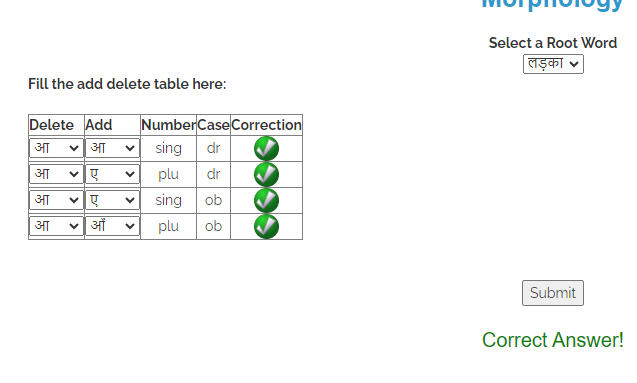 Morphology
Select a Root Word
लड़का
Fill the add delete table here:
Delete Add Number Case Correction
आ आ sing dr
आ ए plu dr
आ ए sing ob
आ ओं plu ob
Submit
Correct Answer!